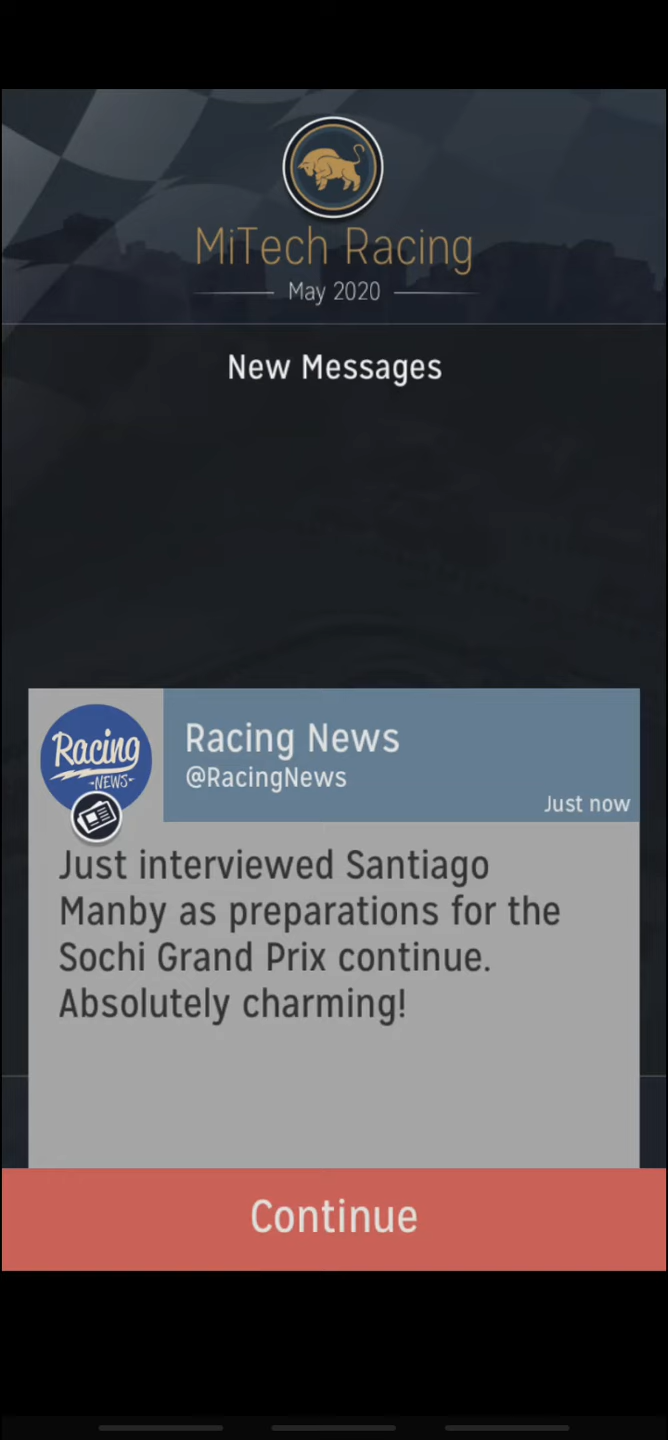 MiTech Racing
May 2020
New Messages
Racing
NEWS
Racing News
@RacingNews
Just now
Just interviewed Santiago
Manby as preparations for the
Sochi Grand Prix continue.
Absolutely charming!
Continue